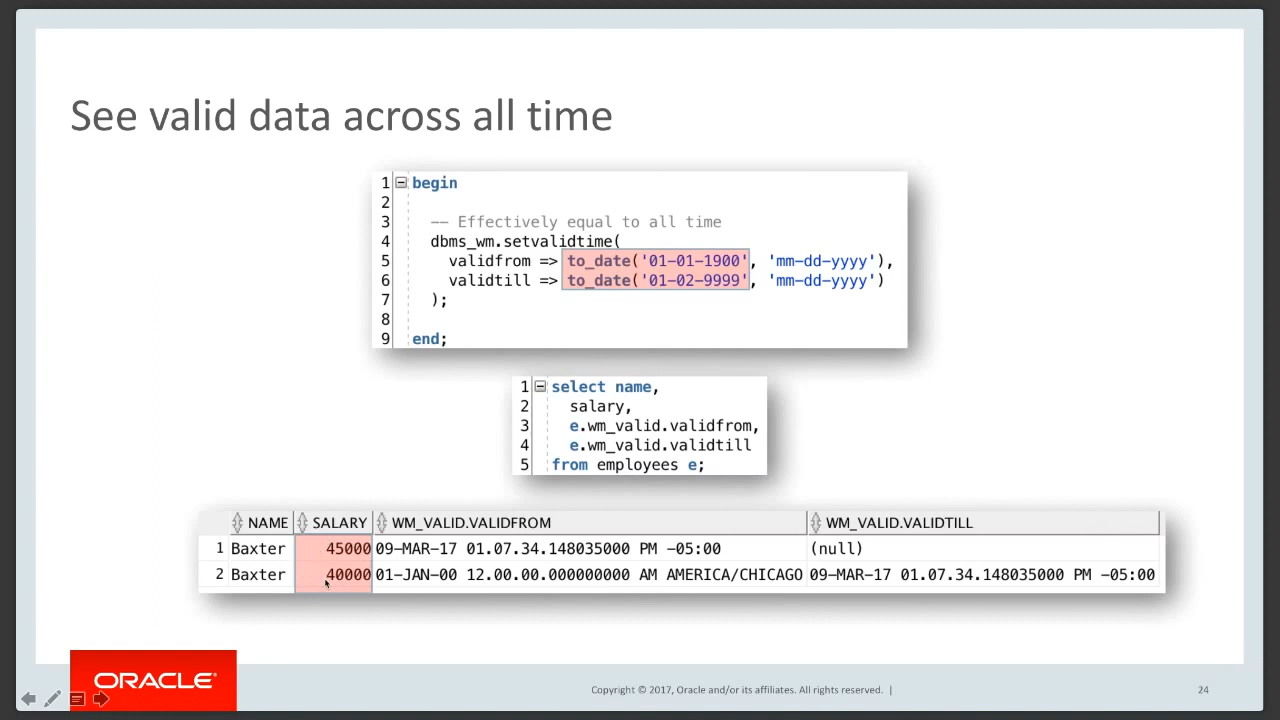 See valid data across all time
1 begin
2
3 -- Effectively equal to all time
4 dbms_wm.setvalidtime(
5 validfrom => to_date('01-01-1900', 'mm-dd-yyyy'),
6 validtill => to_date('01-02-9999', 'mm-dd-yyyy')
7 );
8
9 end;
1 select name,
2 salary,
3 e.wm_valid.validfrom,
4 e.wm_valid.validtill
5 from employees e;
NAME SALARY WM_VALID.VALIDFROM WM_VALID.VALIDTILL
1 Baxter 45000 09-MAR-17 01.07.34.148035000 PM -05:00 (null)
2 Baxter 40000 01-JAN-00 12.00.00.000000000 AM AMERICA/CHICAGO 09-MAR-17 01.07.34.148035000 PM -05:00
ORACLE®
Copyright © 2017, Oracle and/or its affiliates. All rights reserved. |
24